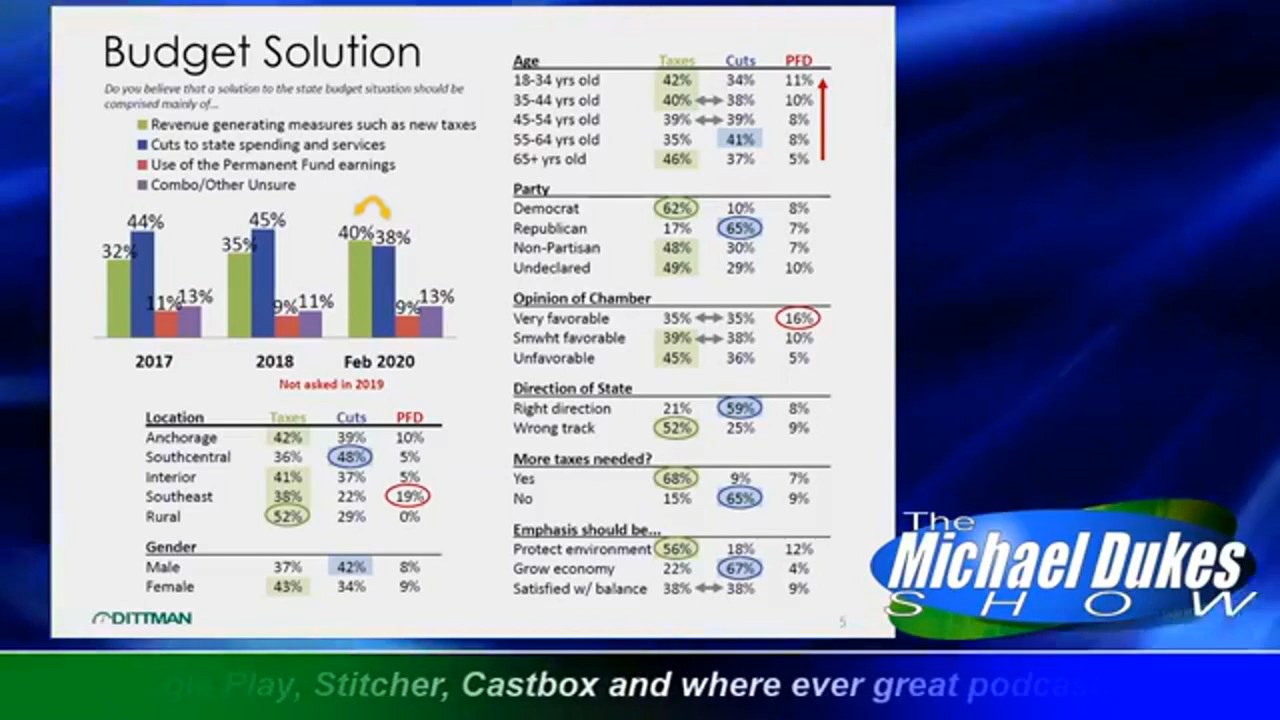 Budget Solution
Do you believe that a solution to the state budget situation should be
comprised mainly of...
Revenue generating measures such as new taxes
Cuts to state spending and services
Use of the Permanent Fund earnings
Combo/Other Unsure
32% 44% 11% 13%
35% 45% 9% 11%
40% 38% 9% 13%
2017 2018 Feb 2020
Not asked in 2019
Location Taxes Cuts PFD
Anchorage 42% 39% 10%
Southcentral 36% 48% 5%
Interior 41% 37% 5%
Southeast 38% 22% 19%
Rural 52% 29% 0%
Gender
Male 37% 42% 8%
Female 43% 34% 9%
DITTMAN
Age Taxes Cuts PFD
18-34 yrs old 42% 34% 11%
35-44 yrs old 40% 38% 10%
45-54 yrs old 39% 39% 8%
55-64 yrs old 35% 41% 8%
65+ yrs old 46% 37% 5%
Party
Democrat 62% 10% 8%
Republican 17% 65% 7%
Non-Partisan 48% 30% 7%
Undeclared 49% 29% 10%
Opinion of Chamber
Very favorable 35% 35% 16%
Smwht favorable 39% 38% 10%
Unfavorable 45% 36% 5%
Direction of State
Right direction 21% 59% 8%
Wrong track 52% 25% 9%
More taxes needed?
Yes 68% 9% 7%
No 15% 65% 9%
Emphasis should be...
Protect environment 56% 18% 12%
Grow economy 22% 67% 4%
Satisfied w/ balance 38% 38% 9%
5
The
Michael Dukes
SHOW
Play, Stitcher, Castbox and where ever great